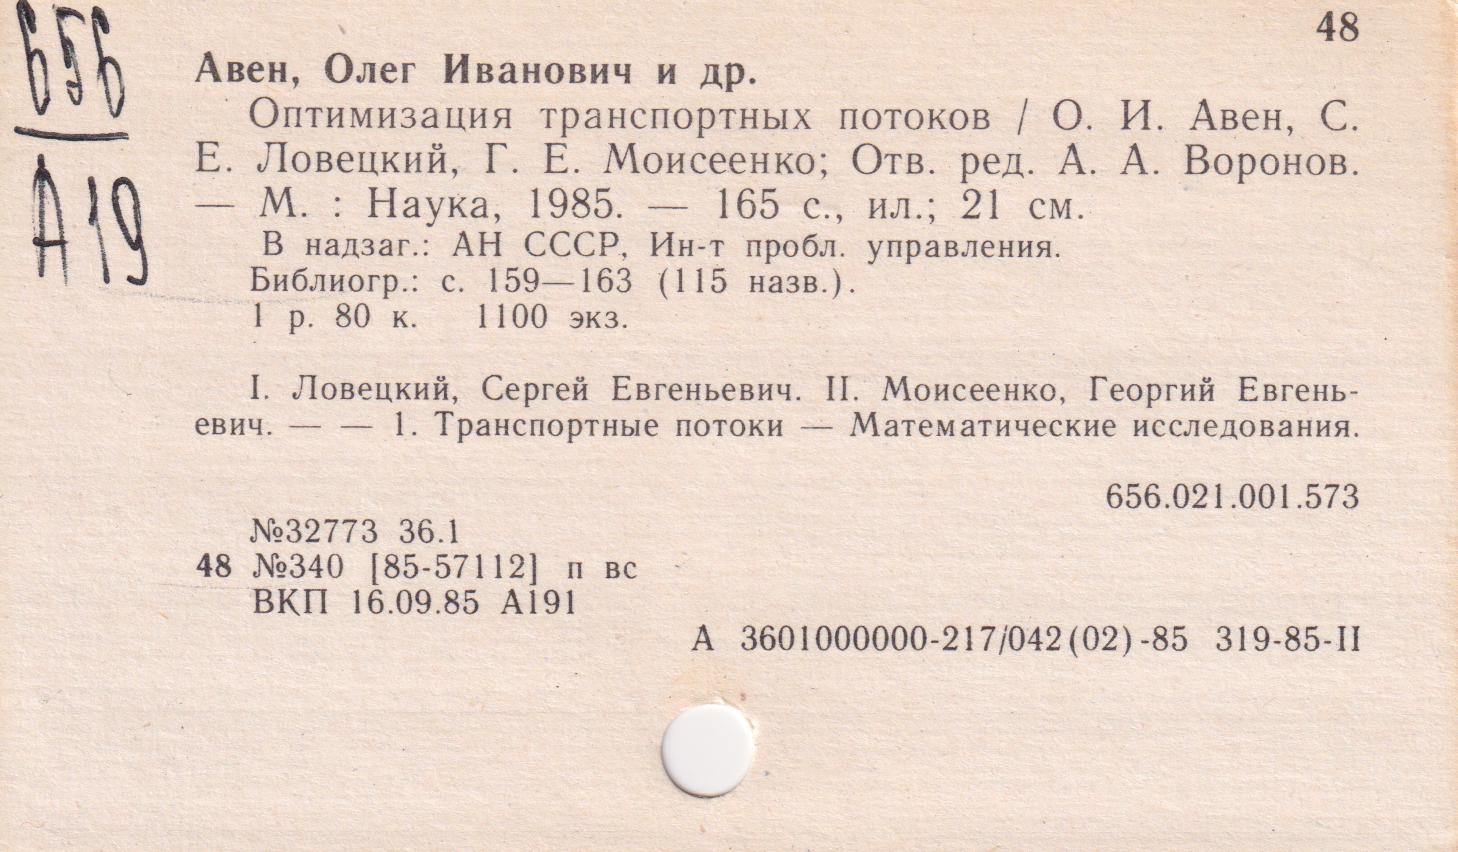 656
А19
48
Авен, Олег Иванович и др.
Оптимизация транспортных потоков / О. И. Авен, С.
Е. Ловецкий, Г. Е. Моисеенко; Отв. ред. А. А. Воронов.
— М. : Наука, 1985. — 165 с., ил.; 21 см.
В надзаг.: АН СССР, Ин-т пробл. управления.
Библиогр.: с. 159—163 (115 назв.).
1 р. 80 к. 1100 экз.
I. Ловецкий, Сергей Евгеньевич. II. Моисеенко, Георгий Евгень-
евич. — — 1. Транспортные потоки — Математические исследования.
656.021.001.573
№32773 36.1
48 №340 [85-57112] п вс
ВКП 16.09.85 А191
А 3601000000-217/042(02)-85 319-85-II